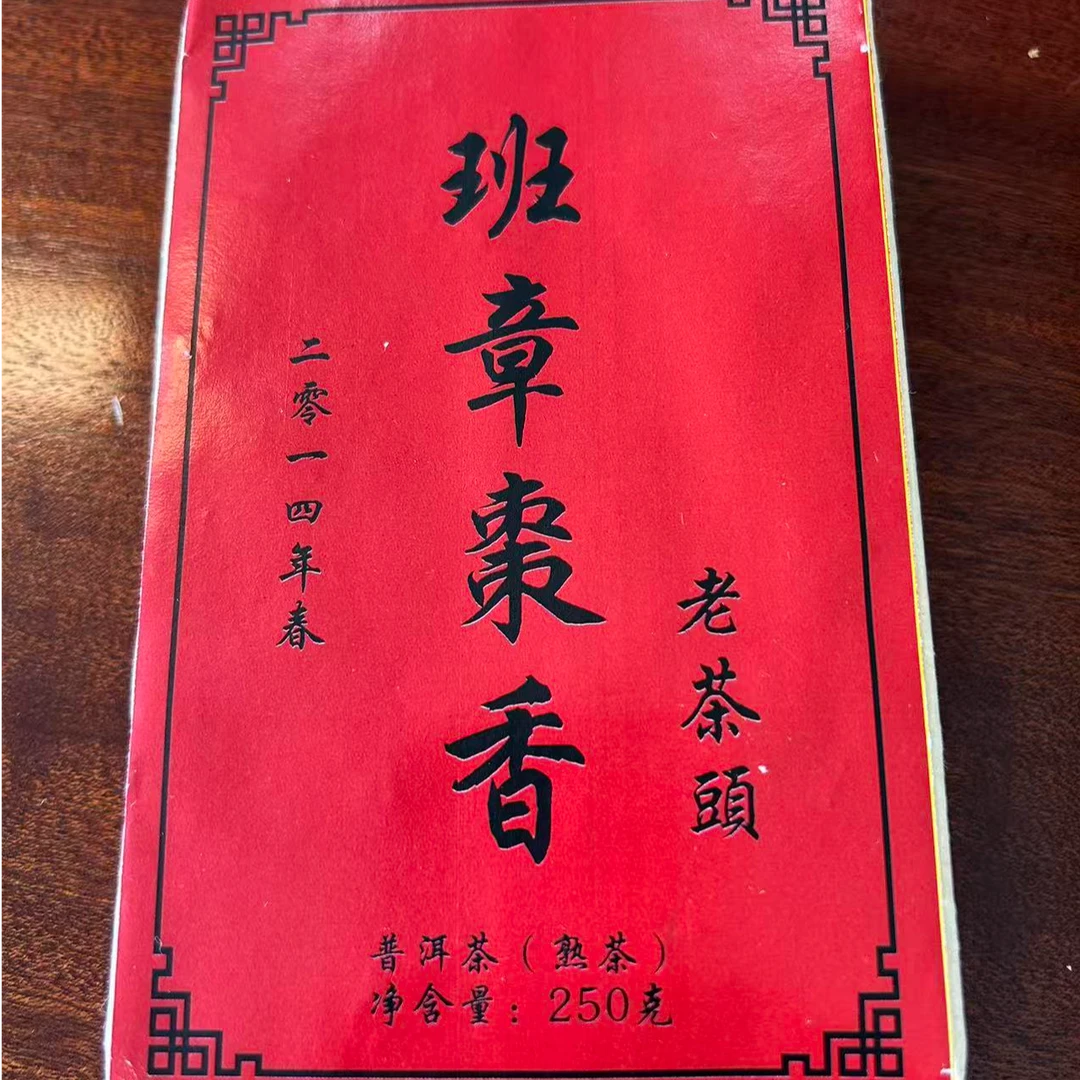 班章棗香
老茶頭
二零一四年春
普洱茶（熟茶）
净含量：250克